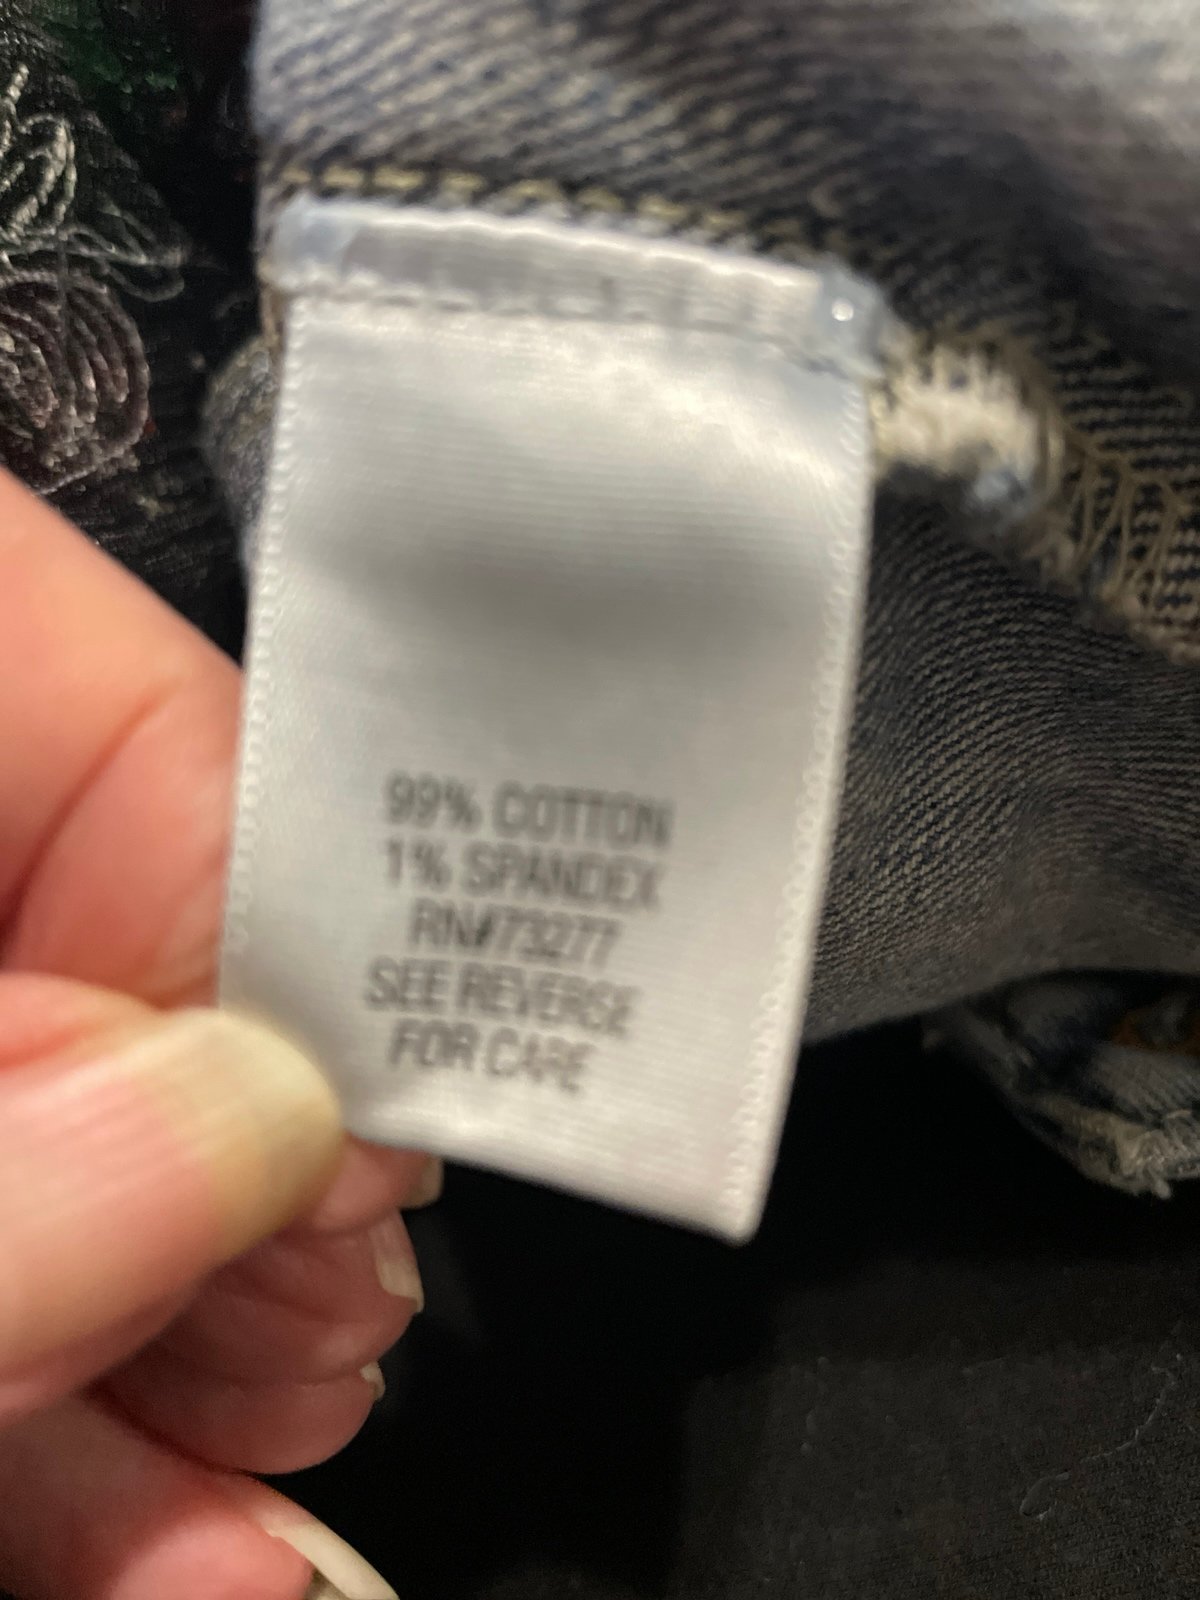 99% COTTON
1% SPANDEX
RN#73277
SEE REVERSE
FOR CARE